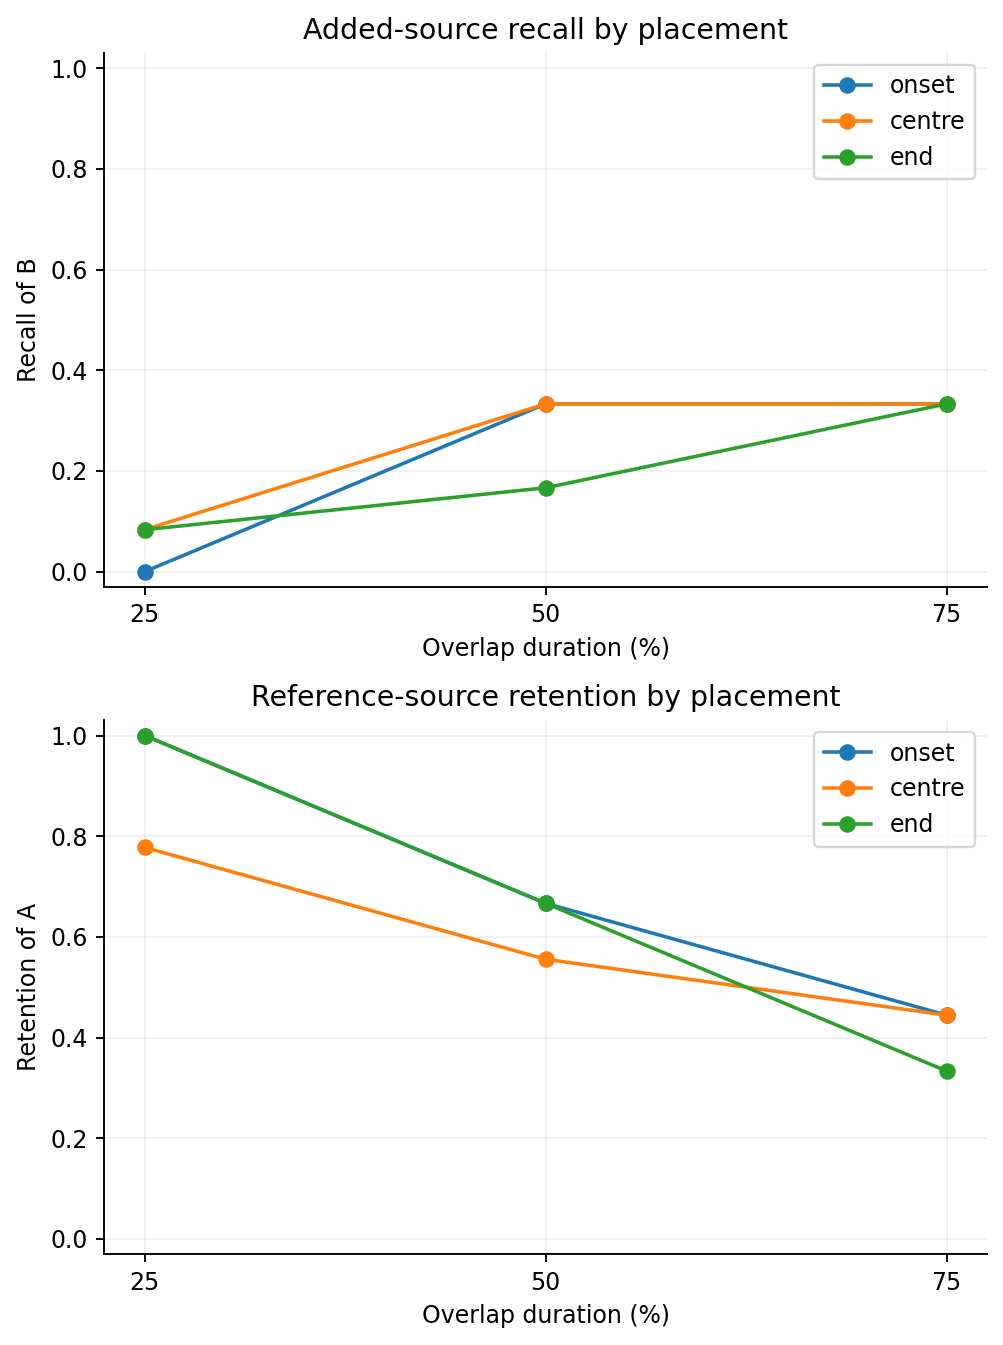 Added-source recall by placement
1.0
0.8
0.6
0.4
0.2
0.0
Recall of B
onset
centre
end
25 50 75
Overlap duration (%)
Reference-source retention by placement
1.0
0.8
0.6
0.4
0.2
0.0
Retention of A
onset
centre
end
25 50 75
Overlap duration (%)